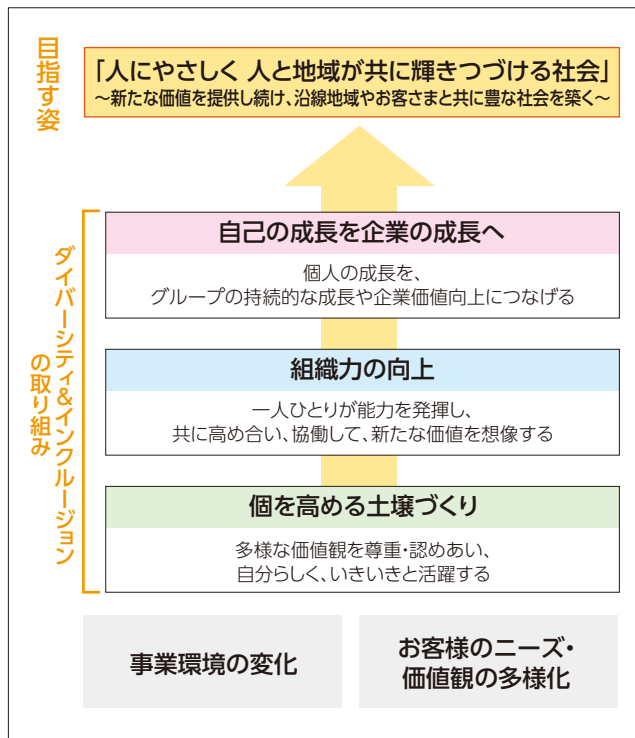 目指す姿
「人にやさしく 人と地域が共に輝きつづける社会」
～新たな価値を提供し続け、沿線地域やお客さまと共に豊な社会を築く～
ダイバーシティ&インクルージョン
の取り組み
自己の成長を企業の成長へ
個人の成長を、
グループの持続的な成長や企業価値向上につなげる
組織力の向上
一人ひとりが能力を発揮し、
共に高め合い、協働して、新たな価値を想像する
個を高める土壌づくり
多様な価値観を尊重・認めあい、
自分らしく、いきいきと活躍する
事業環境の変化
お客様のニーズ・
価値観の多様化